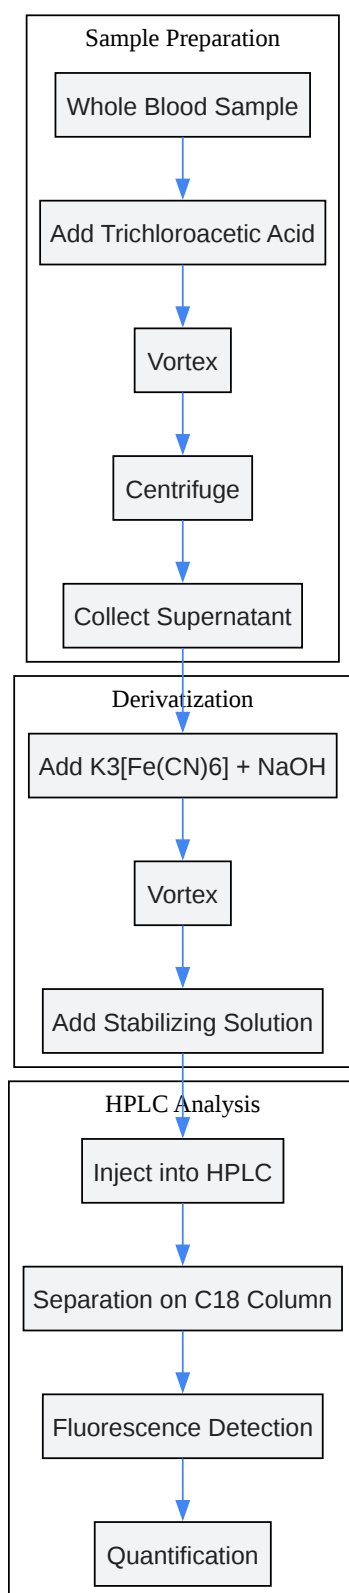 Sample Preparation
Whole Blood Sample
Add Trichloroacetic Acid
Vortex
Centrifuge
Collect Supernatant
Derivatization
Add K3[Fe(CN)6] + NaOH
Vortex
Add Stabilizing Solution
HPLC Analysis
Inject into HPLC
Separation on C18 Column
Fluorescence Detection
Quantification